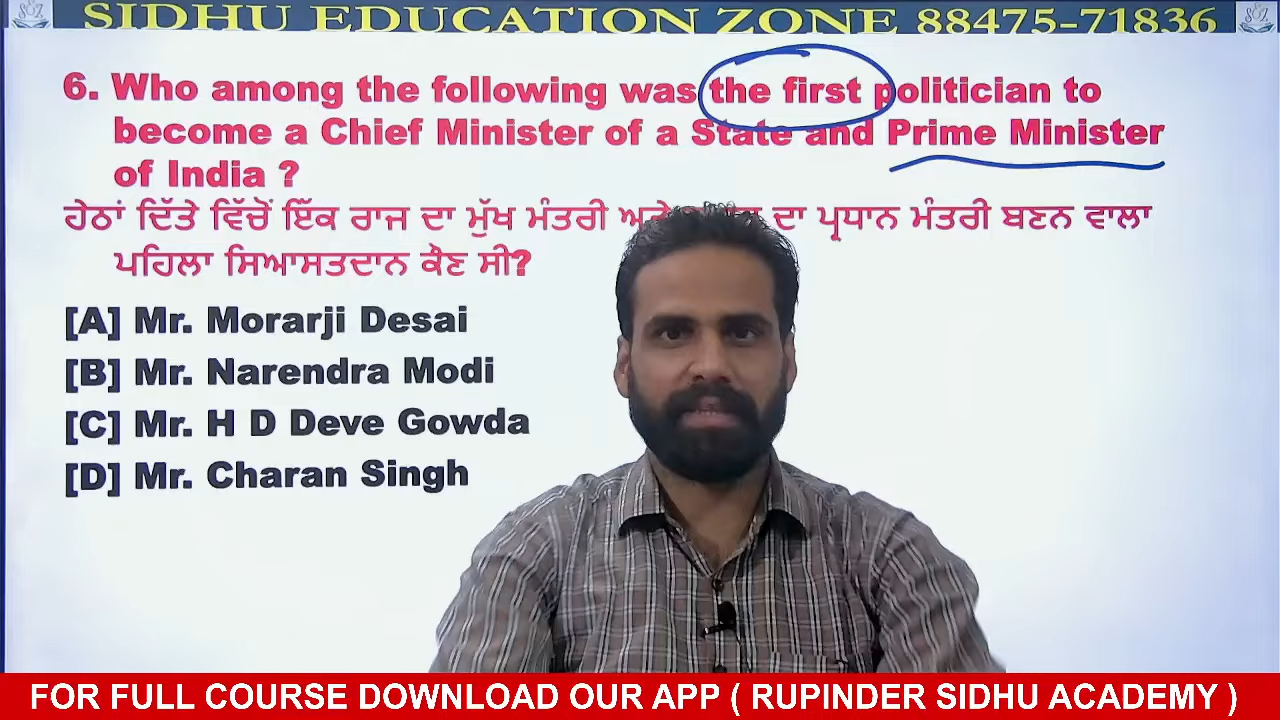 SIDHU EDUCATION ZONE 88475-71836
6. Who among the following was the first politician to
become a Chief Minister of a State and Prime Minister
of India ?
ਹੇਠਾਂ ਦਿੱਤੇ ਵਿੱਚੋਂ ਇੱਕ ਰਾਜ ਦਾ ਮੁੱਖ ਮੰਤਰੀ ਦਾ ਪ੍ਰਧਾਨ ਮੰਤਰੀ ਬਣਨ ਵਾਲਾ
ਪਹਿਲਾ ਸਿਆਸਤਦਾਨ ਕੌਣ ਸੀ?
[A] Mr. Morarji Desai
[B] Mr. Narendra Modi
[C] Mr. H D Deve Gowda
[D] Mr. Charan Singh
FOR FULL COURSE DOWNLOAD OUR APP ( RUPINDER SIDHU ACADEMY )